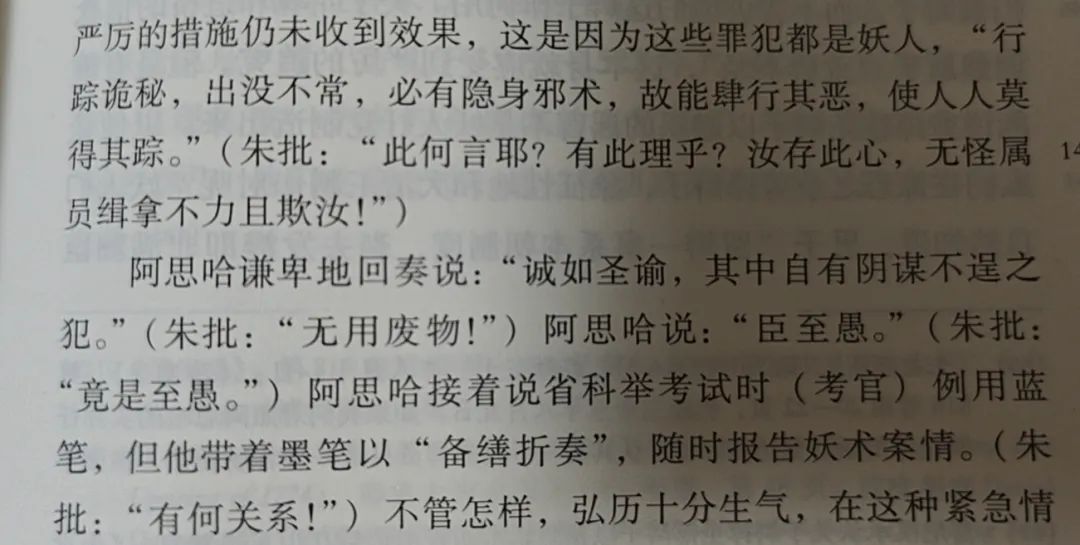 严厉的措施仍未收到效果，这是因为这些罪犯都是妖人，“行
踪诡秘，出没不常，必有隐身邪术，故能肆行其恶，使人人莫
得其踪。”（朱批：“此何言耶？有此理乎？汝存此心，无怪属
员缉拿不力且欺汝！”）
阿思哈谦卑地回奏说：“诚如圣谕，其中自有阴谋不逞之
犯。”（朱批：“无用废物！”）阿思哈说：“臣至愚。”（朱批：
“竟是至愚。”）阿思哈接着说省科举考试时（考官）例用蓝
笔，但他带着墨笔以“备缮折奏”，随时报告妖术案情。（朱
批：“有何关系！”）不管怎样，弘历十分生气，在这种紧急情